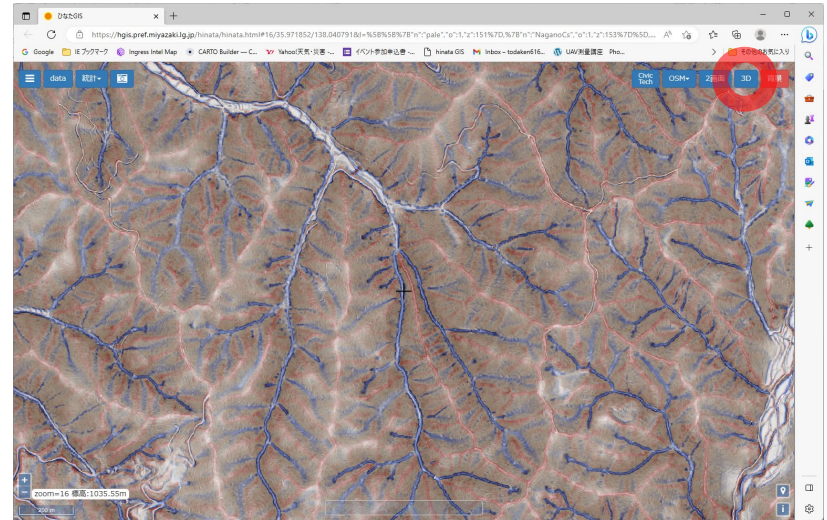 ひなたGIS
https://hgis.pref.miyazaki.lg.jp/hinata/hinata.html#16/35.971852/138.040791&l=%5B%5B%7B"n":"pale","o":1,"z":151%7D,%7B"n":"NaganoCs","o":1,"z":153%7D%5D,...
Google IE ブックマーク Ingress Intel Map CARTO Builder — C... Yahoo!天気・災害 -... イベント参加申込書 -... hinata GIS Inbox – todaken616... UAV測量講座 Pho... その他のお気に入り
data 統計 Civic Tech OSM 2画面 3D 背景
+
−
zoom=16 標高:1035.55m
200 m
i